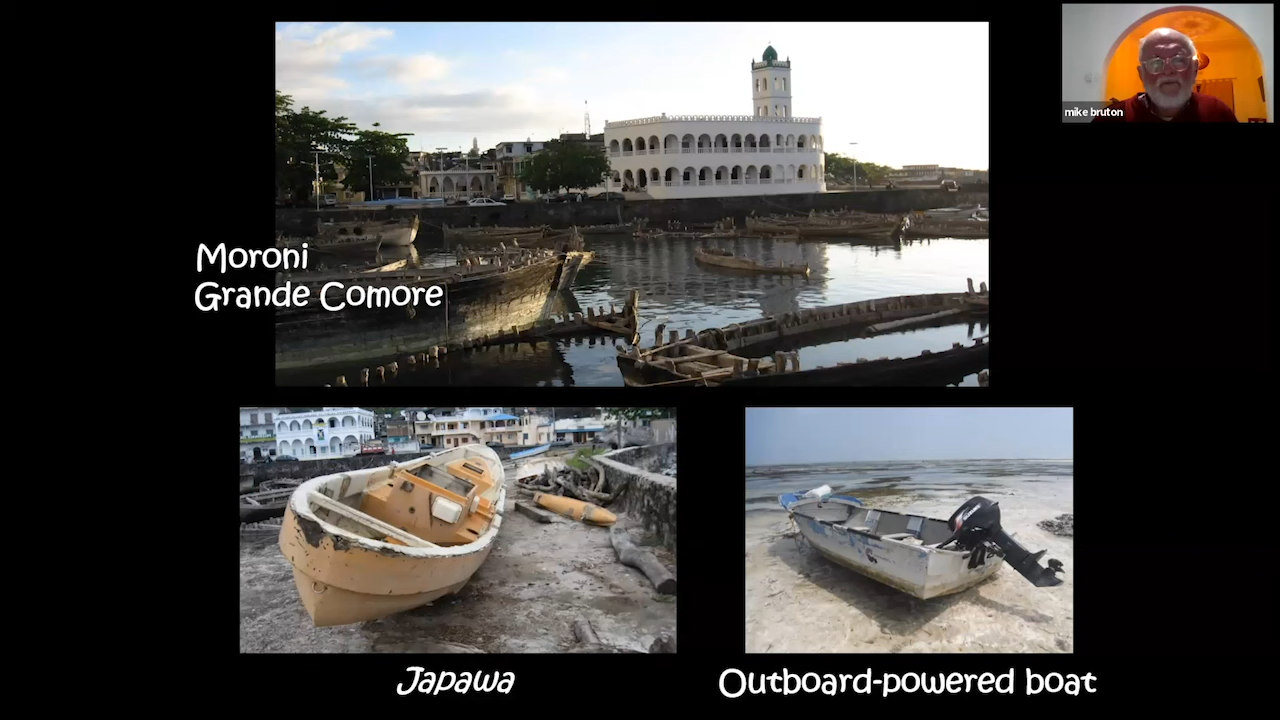 mike bruton
Moroni
Grande Comore
Japawa
Outboard-powered boat